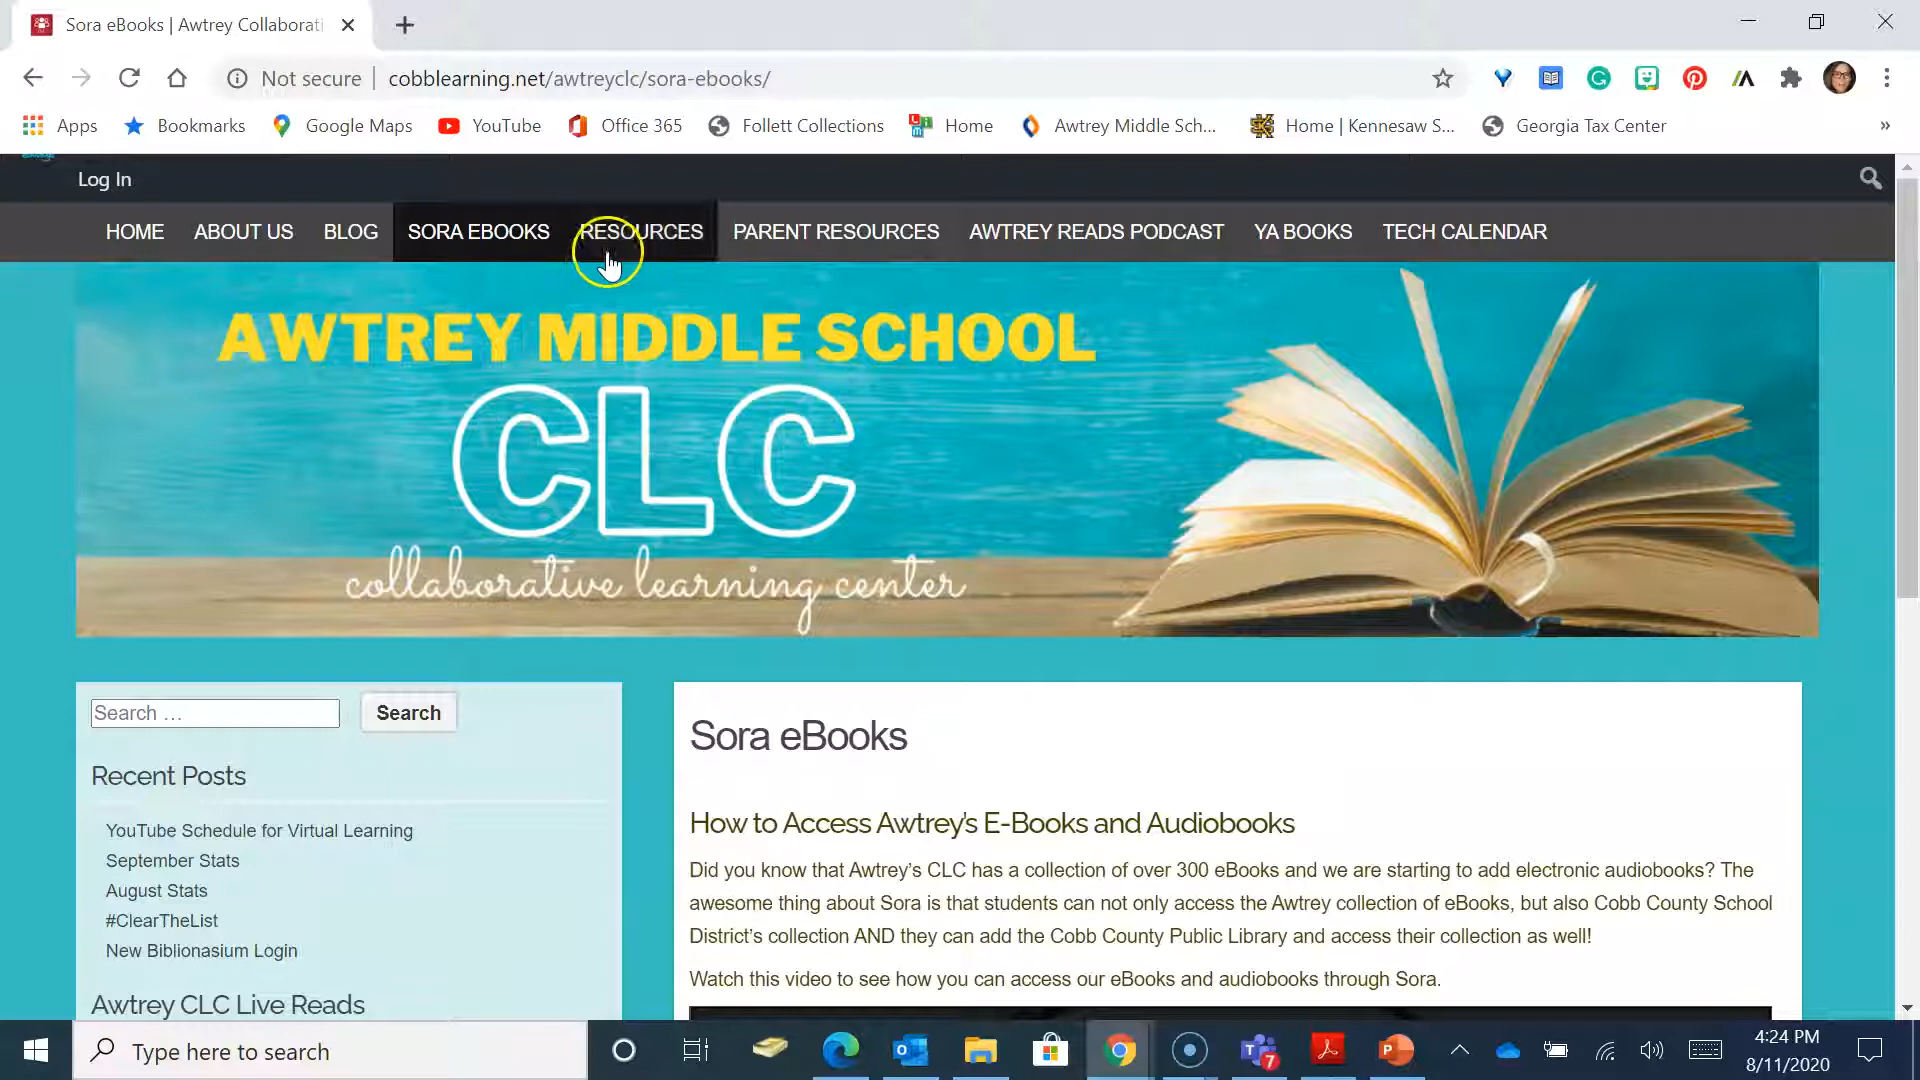 Sora eBooks | Awtrey Collaborati
Not secure
cobblearning.net/awtreyclc/sora-ebooks/
Apps
Bookmarks
Google Maps
YouTube
Office 365
Follett Collections
Home
Awtrey Middle Sch...
Home | Kennesaw S...
Georgia Tax Center
»
Log In
HOME
ABOUT US
BLOG
SORA EBOOKS
RESOURCES
PARENT RESOURCES
AWTREY READS PODCAST
YA BOOKS
TECH CALENDAR
AWTREY MIDDLE SCHOOL
CLC
collaborative learning center
Search …
Search
Recent Posts
YouTube Schedule for Virtual Learning
September Stats
August Stats
#ClearTheList
New Biblionasium Login
Awtrey CLC Live Reads
Sora eBooks
How to Access Awtrey's E-Books and Audiobooks
Did you know that Awtrey's CLC has a collection of over 300 eBooks and we are starting to add electronic audiobooks? The
awesome thing about Sora is that students can not only access the Awtrey collection of eBooks, but also Cobb County School
District's collection AND they can add the Cobb County Public Library and access their collection as well!
Watch this video to see how you can access our eBooks and audiobooks through Sora.
Type here to search
7
4:24 PM
8/11/2020